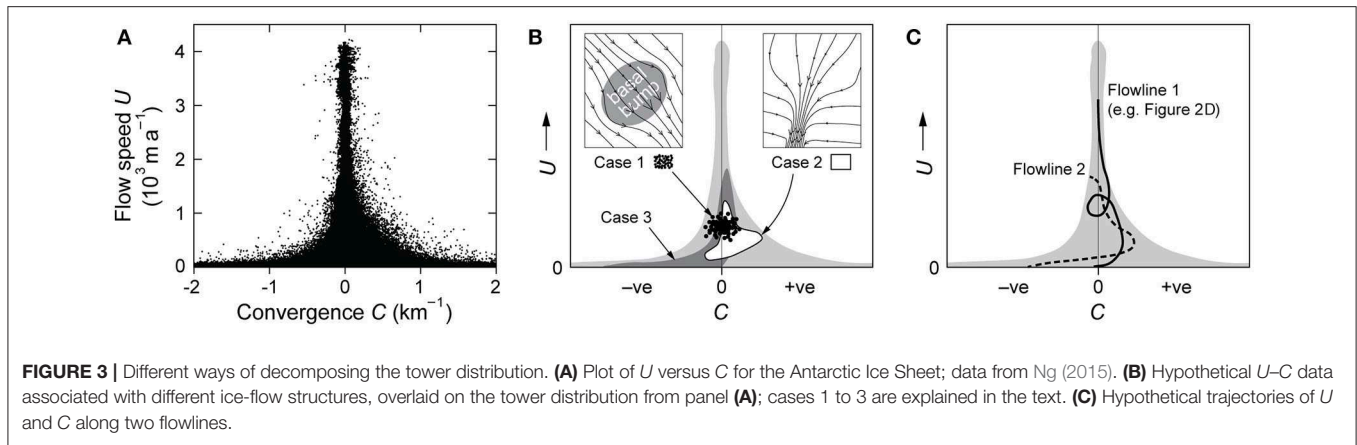 A
Flow speed U
(10³ m a⁻¹)
4
3
2
1
0
−2
−1
0
1
2
Convergence C (km⁻¹)
B
U
0
basal
bump
Case 1
Case 2
Case 3
−ve
0
+ve
C
C
U
0
Flowline 1
(e.g. Figure 2D)
Flowline 2
−ve
0
+ve
C
FIGURE 3 | Different ways of decomposing the tower distribution. (A) Plot of U versus C for the Antarctic Ice Sheet; data from Ng (2015). (B) Hypothetical U–C data
associated with different ice-flow structures, overlaid on the tower distribution from panel (A); cases 1 to 3 are explained in the text. (C) Hypothetical trajectories of U
and C along two flowlines.